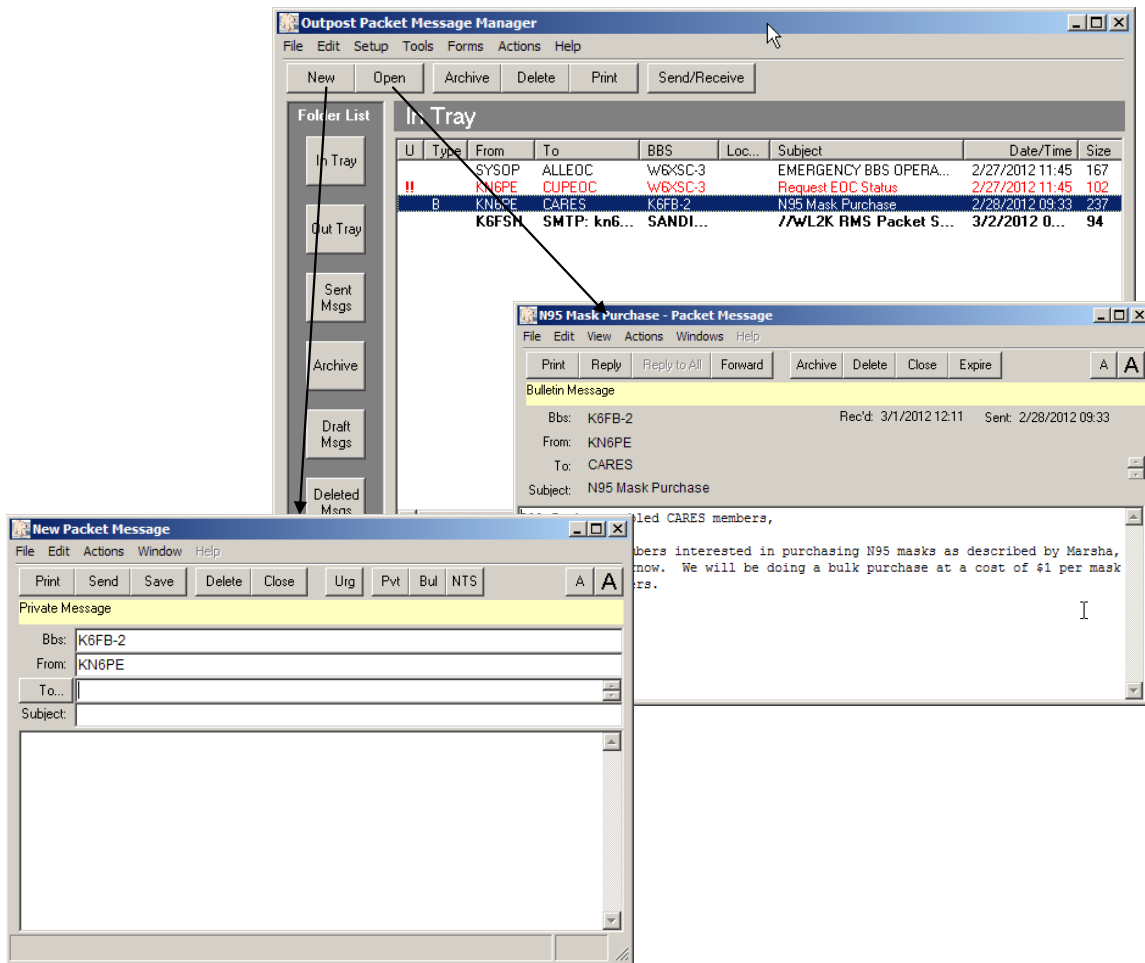 Outpost Packet Message Manager
File Edit Setup Tools Forms Actions Help
New Open Archive Delete Print Send/Receive
Folder List
In Tray
Out Tray
Sent
Msgs
Archive
Draft
Msgs
Deleted
Msgs
In Tray
U Type From To BBS Loc... Subject Date/Time Size
SYSOP ALLEOC W6XSC-3 EMERGENCY BBS OPERA... 2/27/2012 11:45 167
!! KN6PE CUPEOC W6XSC-3 Request EOC Status 2/27/2012 11:45 102
B KN6PE CARES K6FB-2 N95 Mask Purchase 2/28/2012 09:33 237
K6FSH SMTP: kn6... SANDI... //WL2K RMS Packet S... 3/2/2012 0... 94
N95 Mask Purchase - Packet Message
File Edit View Actions Windows Help
Print Reply Reply to All Forward Archive Delete Close Expire A A
Bulletin Message
Bbs: K6FB-2 Rec'd: 3/1/2012 12:11 Sent: 2/28/2012 09:33
From: KN6PE
To: CARES
Subject: N95 Mask Purchase
CARES members,
interested in purchasing N95 masks as described by Marsha,
We will be doing a bulk purchase at a cost of $1 per mask
New Packet Message
File Edit Actions Window Help
Print Send Save Delete Close Urg Pvt Bul NTS A A
Private Message
Bbs: K6FB-2
From: KN6PE
To...
Subject: